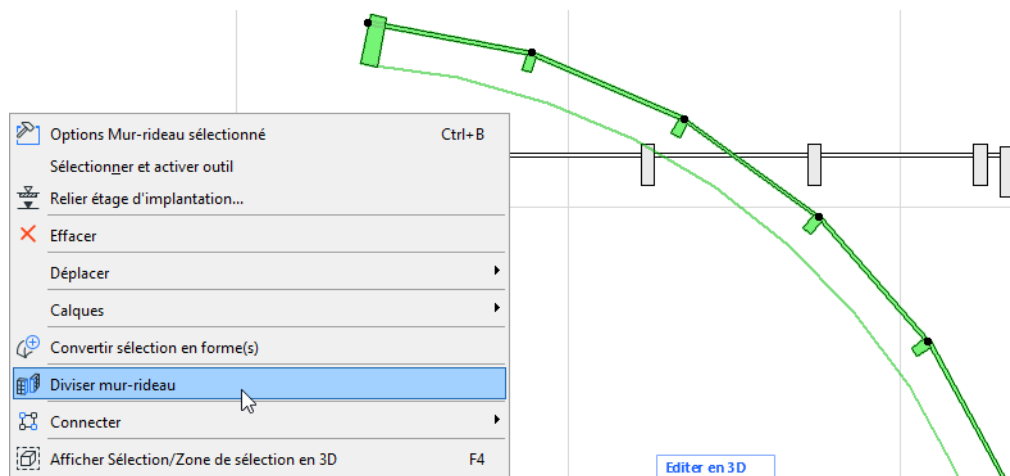 Options Mur-rideau sélectionné Ctrl+B
Sélectionner et activer outil
Relier étage d'implantation...
Effacer
Déplacer
Calques
Convertir sélection en forme(s)
Diviser mur-rideau
Connecter
Afficher Sélection/Zone de sélection en 3D F4
Editer en 3D